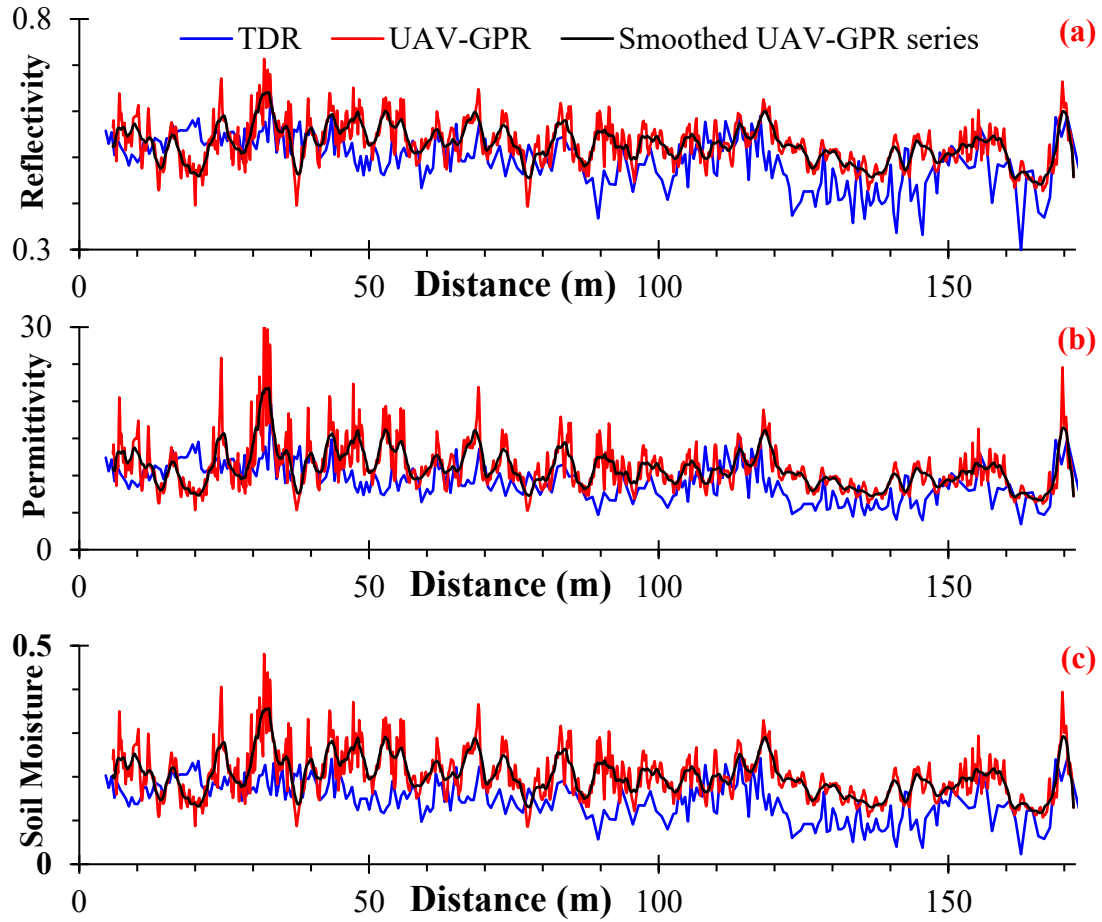 0.8
(a)
TDR UAV-GPR Smoothed UAV-GPR series
Reflectivity
0.3
0 50 Distance (m) 100 150
30
(b)
Permittivity
0
0 50 Distance (m) 100 150
0.5
(c)
Soil Moisture
0
0 50 Distance (m) 100 150